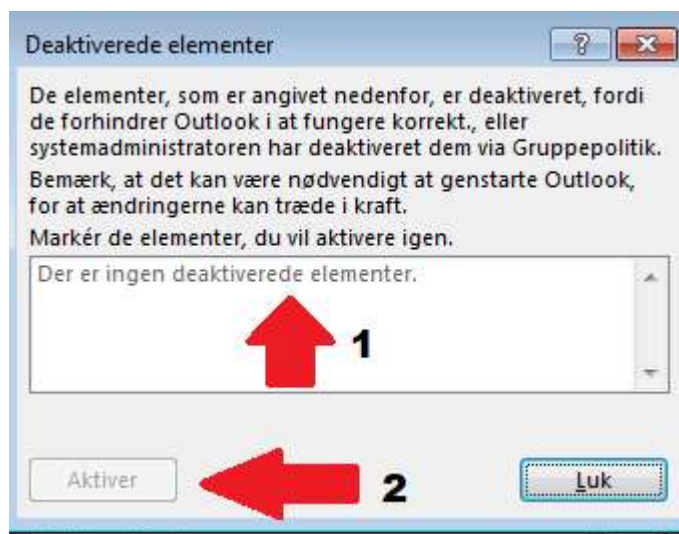 Deaktiverede elementer
De elementer, som er angivet nedenfor, er deaktiveret, fordi
de forhindrer Outlook i at fungere korrekt., eller
systemadministratoren har deaktiveret dem via Gruppepolitik.
Bemærk, at det kan være nødvendigt at genstarte Outlook,
for at ændringerne kan træde i kraft.
Markér de elementer, du vil aktivere igen.
Der er ingen deaktiverede elementer.
1
Aktiver
2
Luk